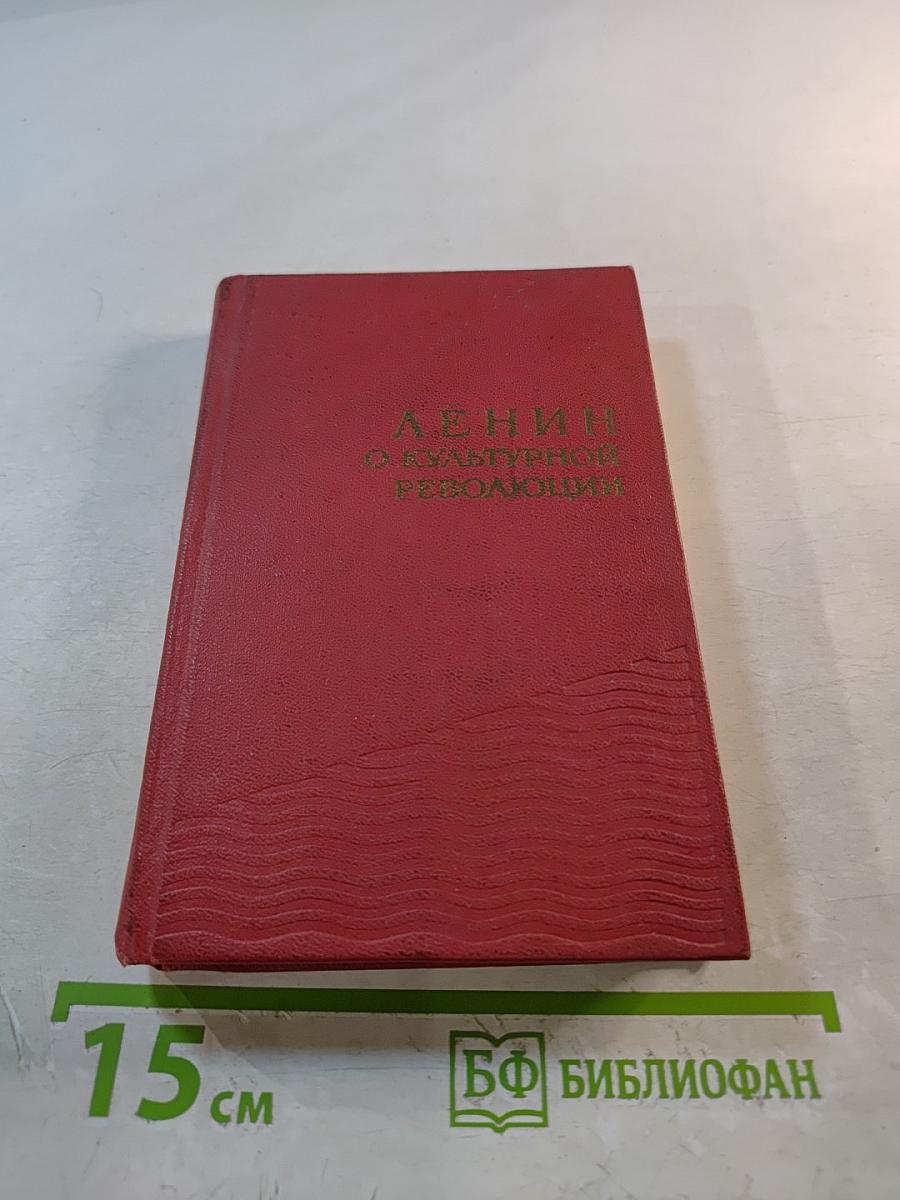 ЛЕНИН
О КУЛЬТУРНОЙ
РЕВОЛЮЦИИ
15 см
БФ БИБЛИОФАН